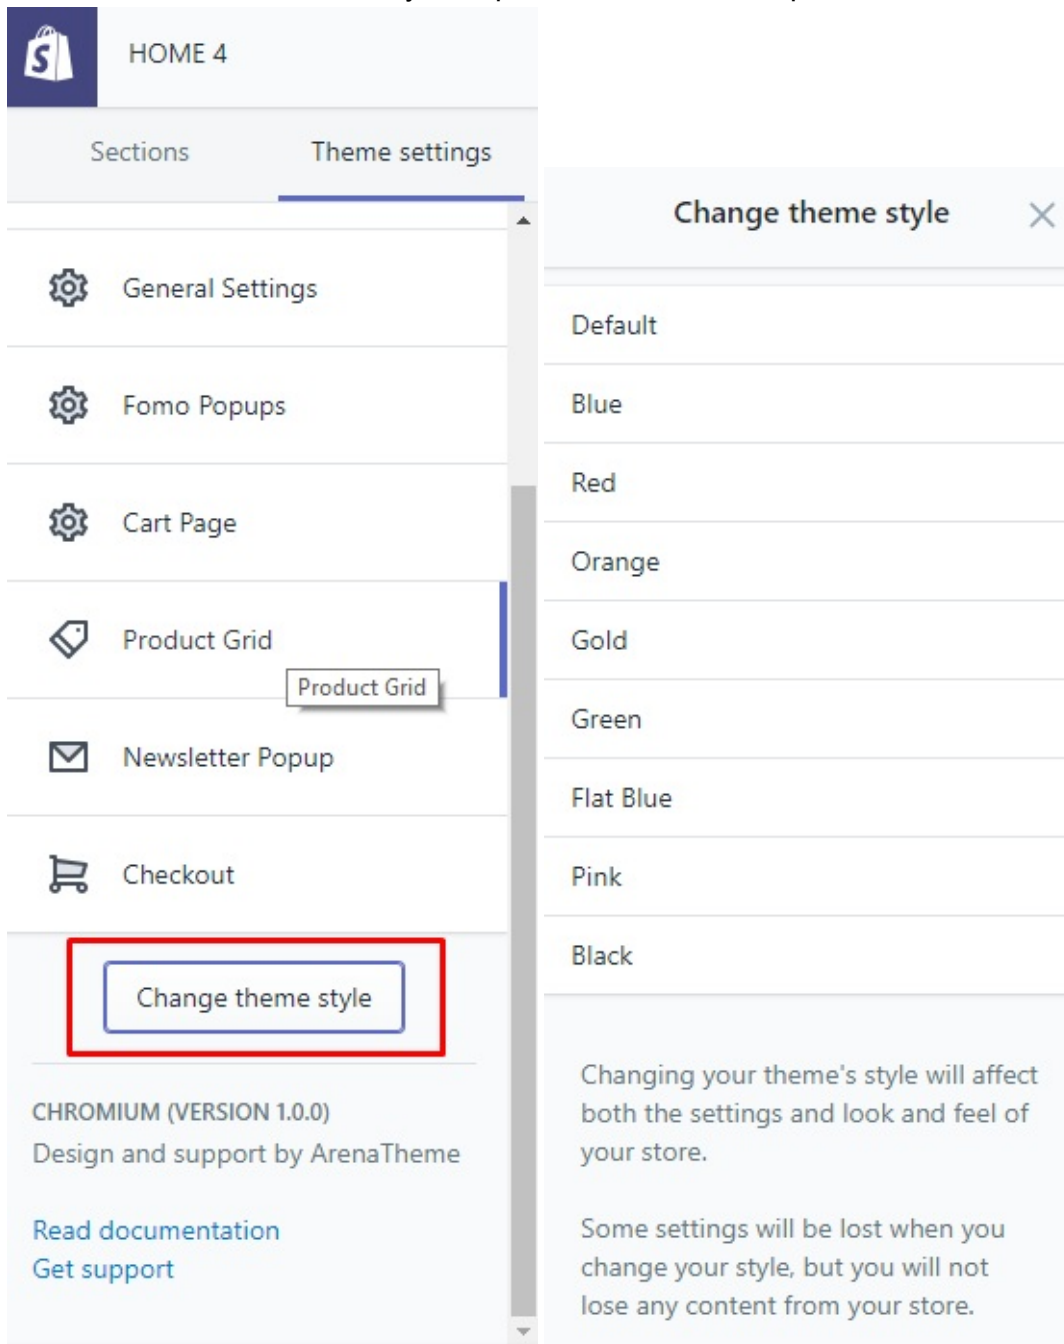 HOME 4
Sections
Theme settings
General Settings
Fomo Popups
Cart Page
Product Grid
Product Grid
Newsletter Popup
Checkout
Change theme style
CHROMIUM (VERSION 1.0.0)
Design and support by ArenaTheme
Read documentation
Get support
Change theme style
Default
Blue
Red
Orange
Gold
Green
Flat Blue
Pink
Black
Changing your theme's style will affect
both the settings and look and feel of
your store.
Some settings will be lost when you
change your style, but you will not
lose any content from your store.